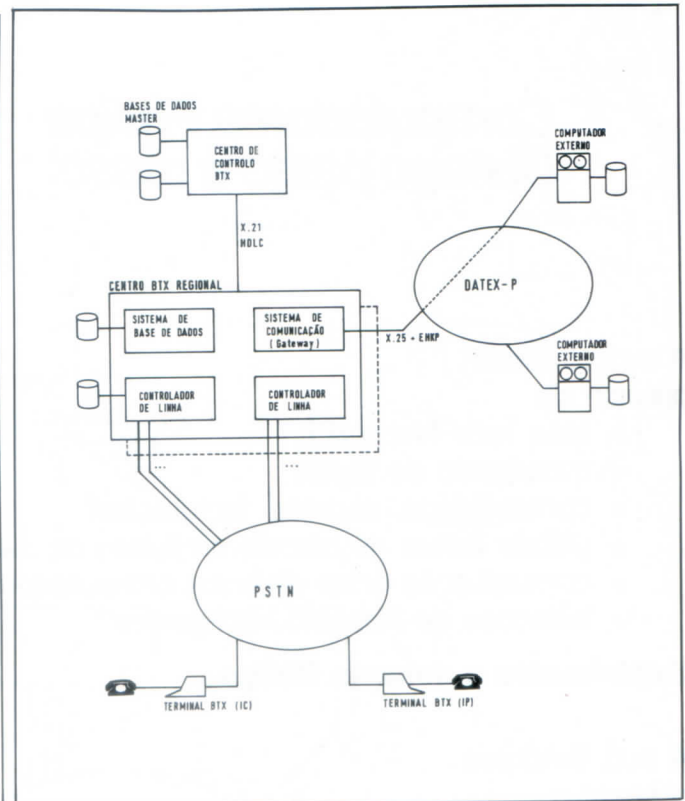 BASES DE DADOS
MASTER
CENTRO DE
CONTROLO
BTX
COMPUTADOR
EXTERNO
X.21
HDLC
DATEX-P
CENTRO BTX REGIONAL
SISTEMA DE
BASE DE DADOS
SISTEMA DE
COMUNICAÇÃO
(Gateway)
X.25 + EHKP
COMPUTADOR
EXTERNO
CONTROLADOR
DE LINHA
CONTROLADOR
DE LINHA
...
...
PSTN
TERMINAL BTX (IC)
TERMINAL BTX (IP)